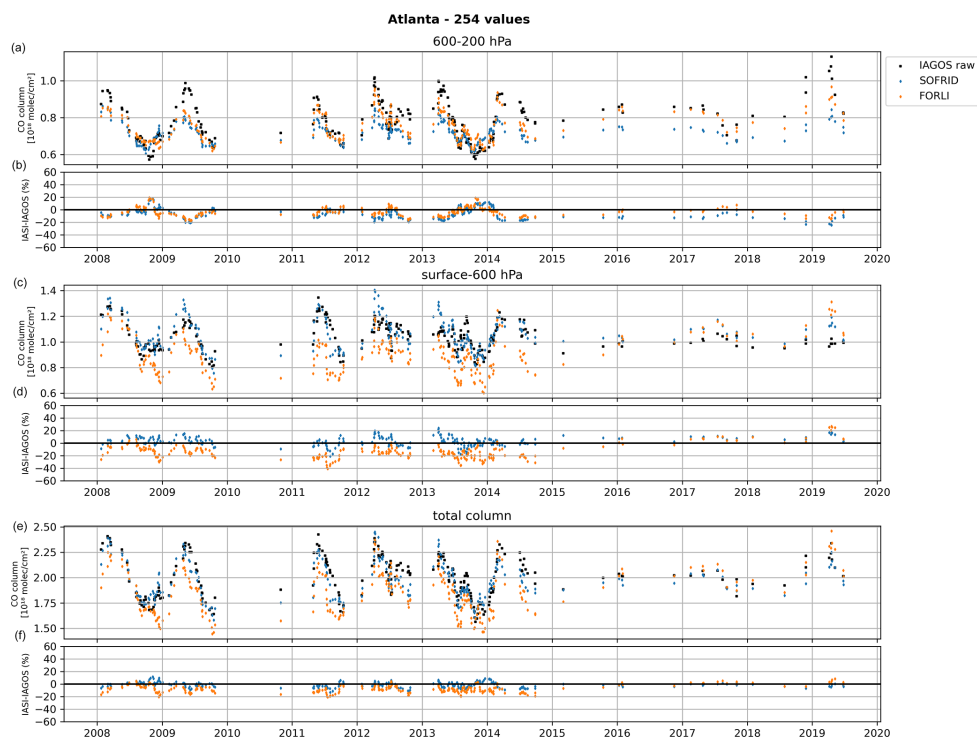 Atlanta - 254 values
(a)
600-200 hPa
IAGOS raw
SOFRID
FORLI
CO column
[10¹⁸ molec/cm²]
1.0
0.8
0.6
(b)
IASI-IAGOS (%)
60
40
20
0
−20
−40
−60
2008 2009 2010 2011 2012 2013 2014 2015 2016 2017 2018 2019 2020
(c)
surface-600 hPa
CO column
[10¹⁸ molec/cm²]
1.4
1.2
1.0
0.8
0.6
(d)
IASI-IAGOS (%)
60
40
20
0
−20
−40
−60
2008 2009 2010 2011 2012 2013 2014 2015 2016 2017 2018 2019 2020
(e)
total column
CO column
[10¹⁸ molec/cm²]
2.50
2.25
2.00
1.75
1.50
(f)
IASI-IAGOS (%)
60
40
20
0
−20
−40
−60
2008 2009 2010 2011 2012 2013 2014 2015 2016 2017 2018 2019 2020